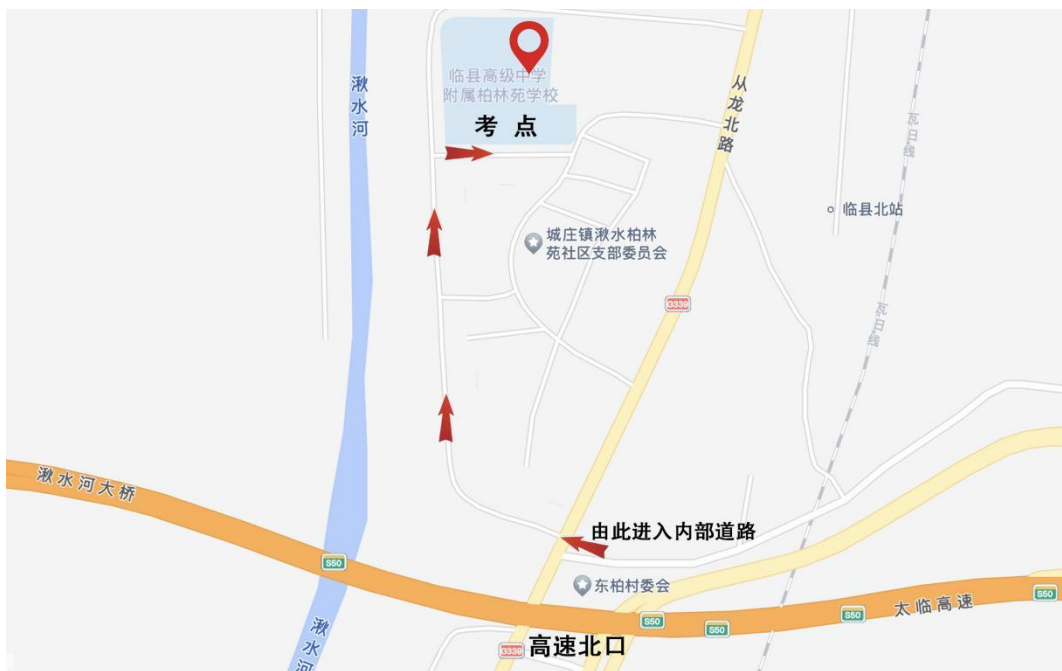 临县高级中学
附属柏林苑学校
考 点
湫水河
从龙北路
瓦日线
临县北站
城庄镇湫水柏林
苑社区支部委员会
G339
瓦日线
湫水河大桥
由此进入内部道路
S50
东柏村委会
太临高速
S50
S50
S50
S50
湫水河
G339
高速北口